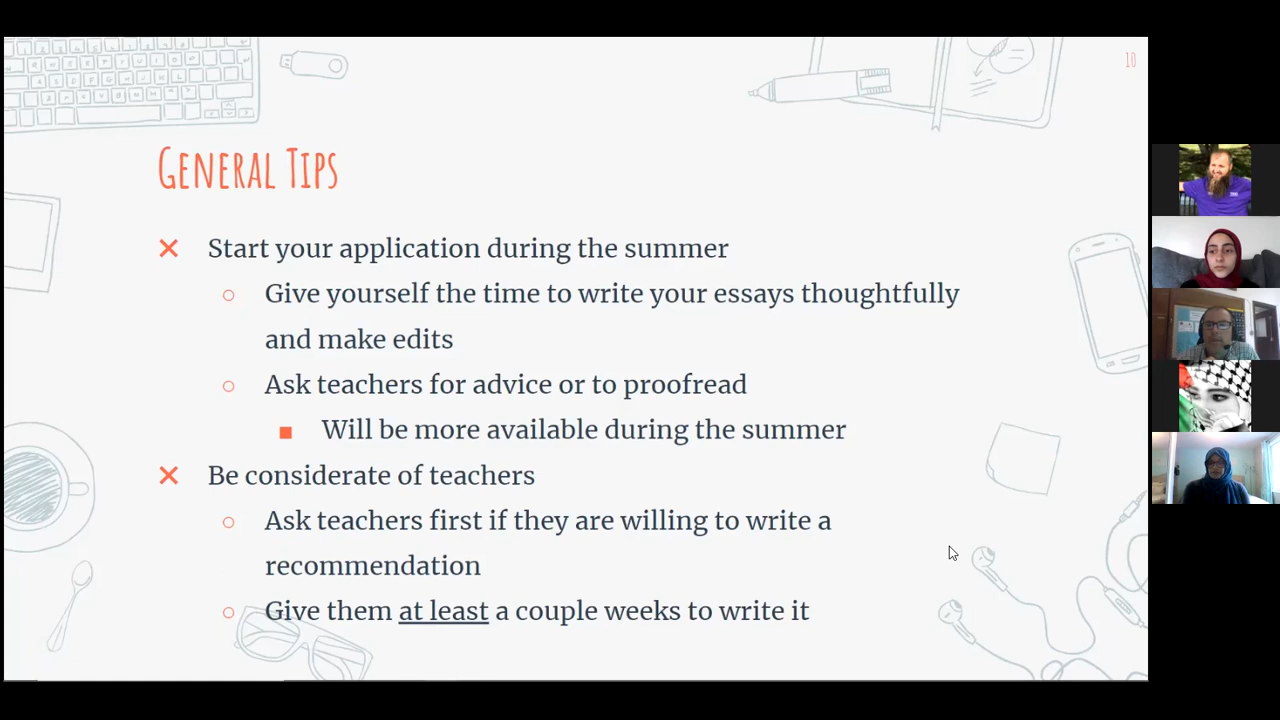 10
General Tips
Start your application during the summer
Give yourself the time to write your essays thoughtfully
and make edits
Ask teachers for advice or to proofread
Will be more available during the summer
Be considerate of teachers
Ask teachers first if they are willing to write a
recommendation
Give them at least a couple weeks to write it